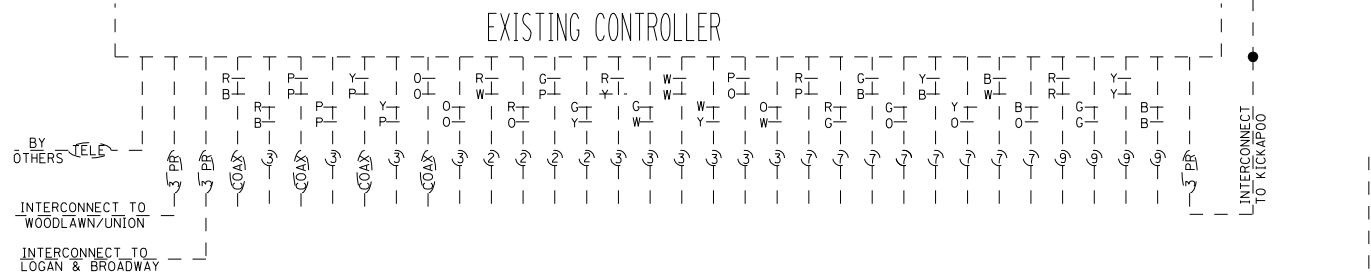 EXISTING CONTROLLER
R P Y O R G R W P R G Y B R Y
B P P O W P Y W O P B B W R Y
R P Y O R G G W O R G Y B G B
B P P O O Y W Y W G O O O G B
BY
OTHERS
TELE
3 PR 3 PR COAX 3 COAX 3 COAX 3 COAX 3 2 2 2 2 3 3 3 3 3 3 7 7 7 7 7 7 7 7 9 9 9 9 3 PR
INTERCONNECT
TO KICKAPOO
INTERCONNECT TO
WOODLAWN/UNION
INTERCONNECT TO
LOGAN & BROADWAY